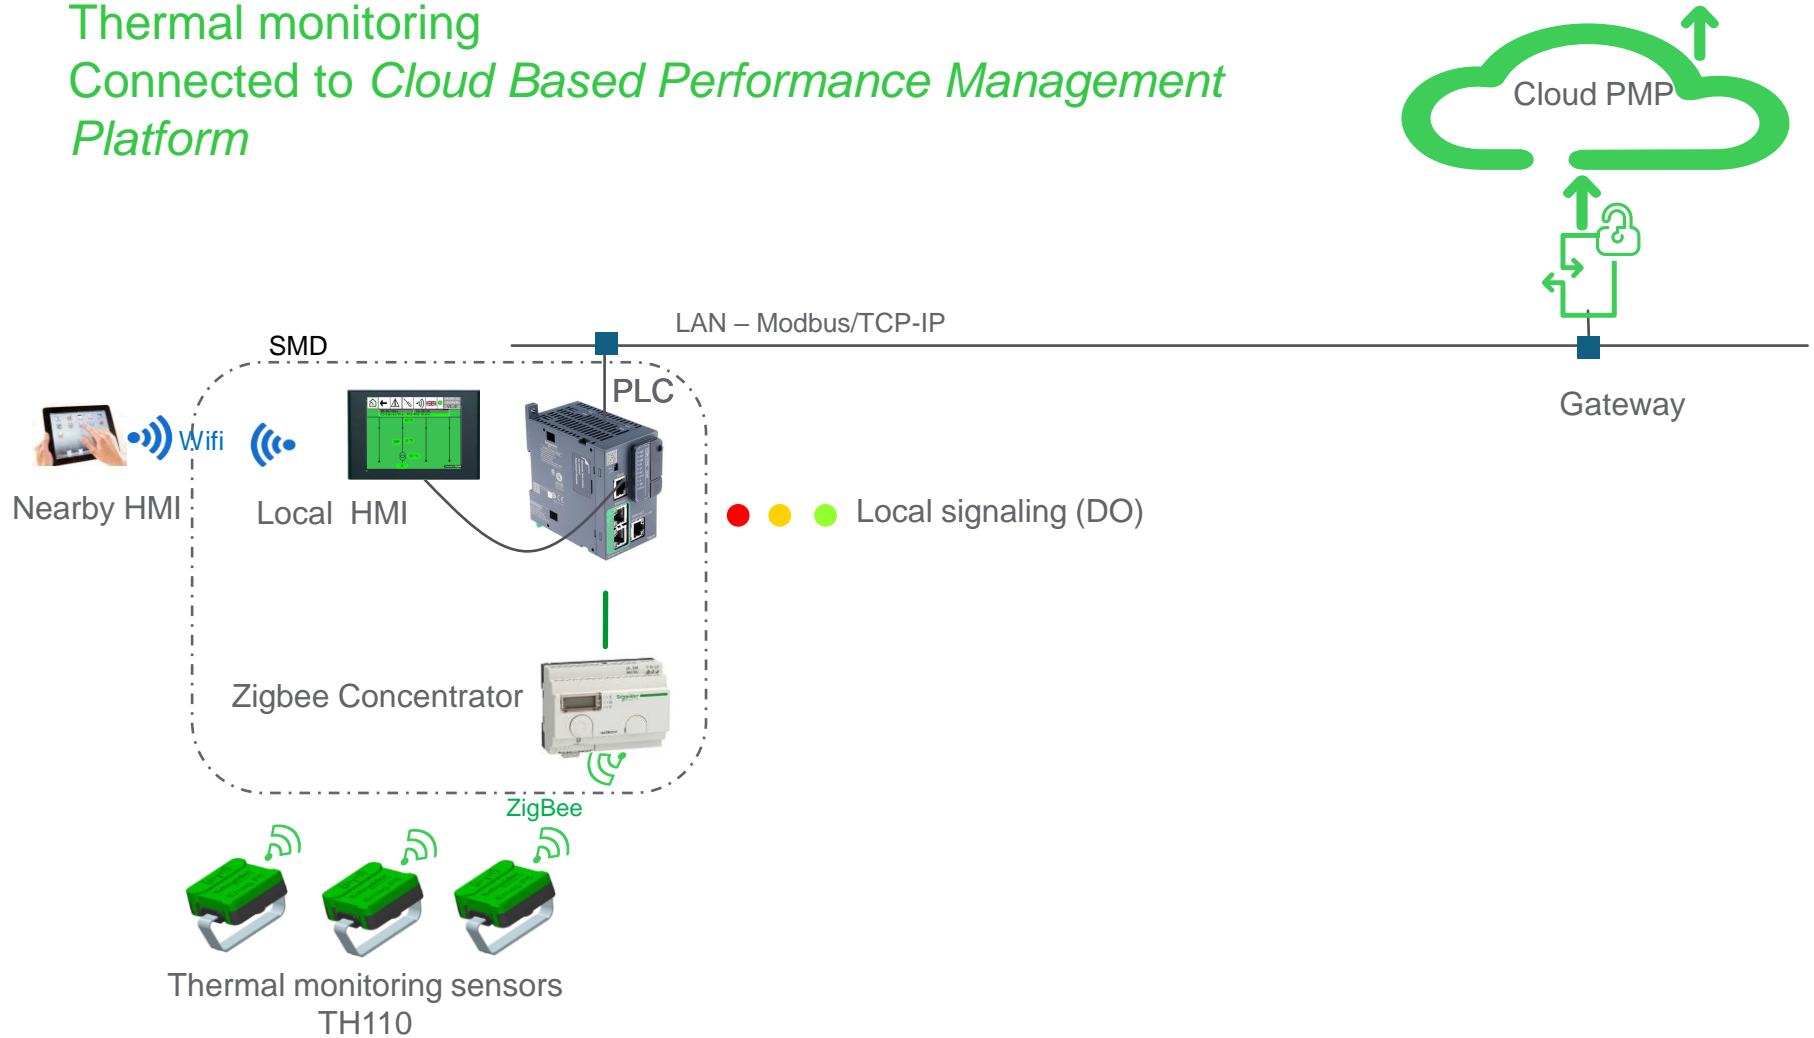 Thermal monitoring
Connected to Cloud Based Performance Management
Platform
Cloud PMP
LAN – Modbus/TCP-IP
SMD
PLC
Gateway
Wifi
Nearby HMI
Local HMI
Local signaling (DO)
Zigbee Concentrator
ZigBee
Thermal monitoring sensors
TH110